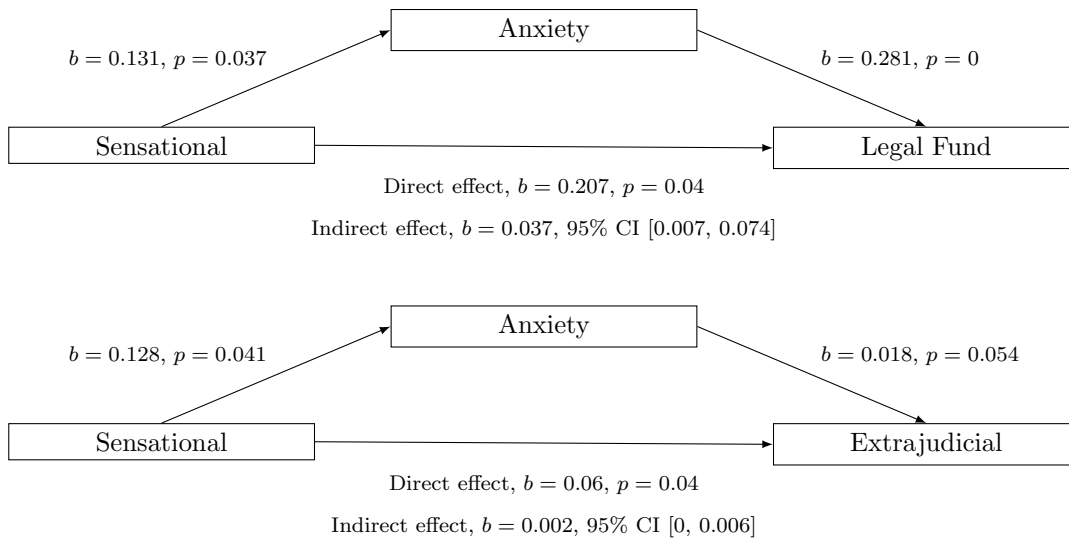 Anxiety
b = 0.131, p = 0.037
b = 0.281, p = 0
Sensational
Legal Fund
Direct effect, b = 0.207, p = 0.04
Indirect effect, b = 0.037, 95% CI [0.007, 0.074]
Anxiety
b = 0.128, p = 0.041
b = 0.018, p = 0.054
Sensational
Extrajudicial
Direct effect, b = 0.06, p = 0.04
Indirect effect, b = 0.002, 95% CI [0, 0.006]